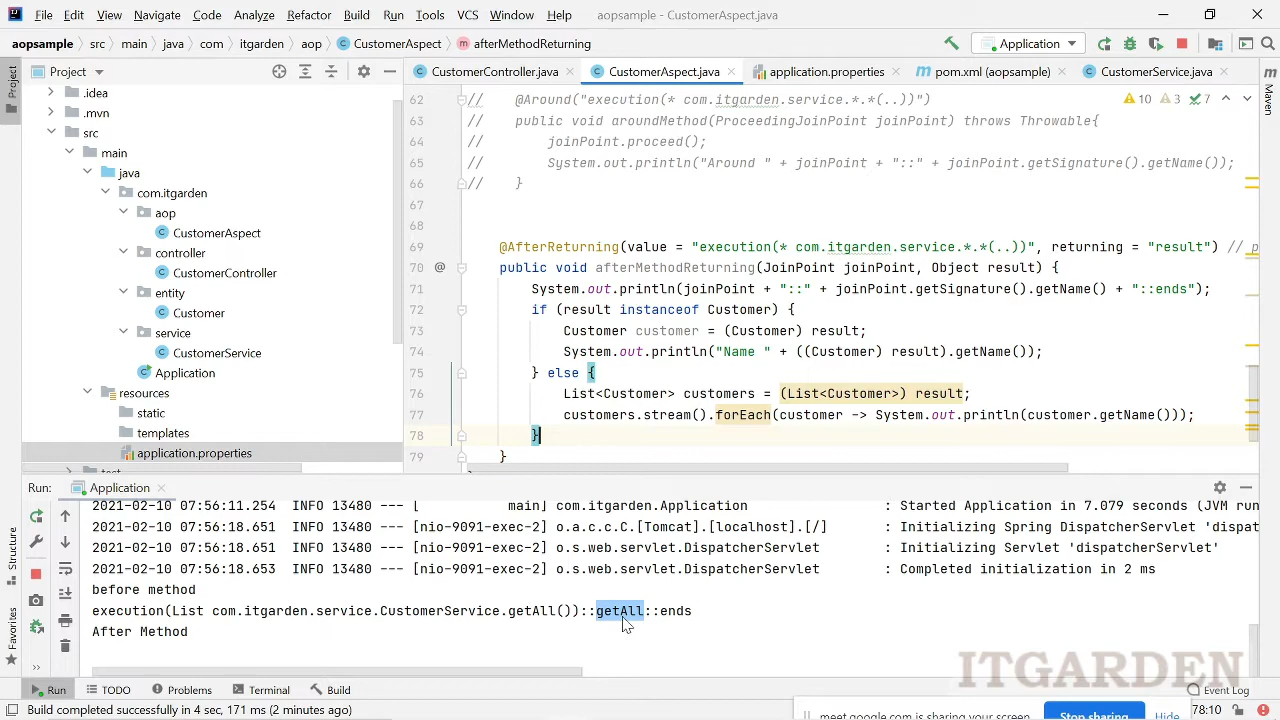 File Edit View Navigate Code Analyze Refactor Build Run Tools VCS Window Help aopsample - CustomerAspect.java
aopsample src main java com itgarden aop CustomerAspect afterMethodReturning Application
Project CustomerController.java CustomerAspect.java application.properties pom.xml (aopsample) CustomerService.java
Project
Maven
.idea
.mvn
src
main
java
com.itgarden
aop
CustomerAspect
controller
CustomerController
entity
Customer
service
CustomerService
Application
resources
static
templates
application.properties
10 3 7
62 // @Around("execution(* com.itgarden.service.*.*(..))")
63 // public void aroundMethod(ProceedingJoinPoint joinPoint) throws Throwable{
64 // joinPoint.proceed();
65 // System.out.println("Around " + joinPoint + "::" + joinPoint.getSignature().getName());
66 // }
67
68
69 @AfterReturning(value = "execution(* com.itgarden.service.*.*(..))", returning = "result") // p
70 @ public void afterMethodReturning(JoinPoint joinPoint, Object result) {
71 System.out.println(joinPoint + "::" + joinPoint.getSignature().getName() + "::ends");
72 if (result instanceof Customer) {
73 Customer customer = (Customer) result;
74 System.out.println("Name " + ((Customer) result).getName());
75 } else {
76 List<Customer> customers = (List<Customer>) result;
77 customers.stream().forEach(customer -> System.out.println(customer.getName()));
78 }
79 }
Run: Application
2021-02-10 07:56:11.254 INFO 13480 --- [ main] com.itgarden.Application : Started Application in 7.079 seconds (JVM run
2021-02-10 07:56:18.651 INFO 13480 --- [nio-9091-exec-2] o.a.c.c.C.[Tomcat].[localhost].[/] : Initializing Spring DispatcherServlet 'dispat
2021-02-10 07:56:18.651 INFO 13480 --- [nio-9091-exec-2] o.s.web.servlet.DispatcherServlet : Initializing Servlet 'dispatcherServlet'
2021-02-10 07:56:18.653 INFO 13480 --- [nio-9091-exec-2] o.s.web.servlet.DispatcherServlet : Completed initialization in 2 ms
before method
execution(List com.itgarden.service.CustomerService.getAll())::getAll::ends
After Method
Structure
Favorites
ITGARDEN
Run TODO Problems Terminal Build Event Log
Build completed successfully in 4 sec, 171 ms (2 minutes ago) 78:10
meet.google.com is sharing your screen. Stop sharing Hide